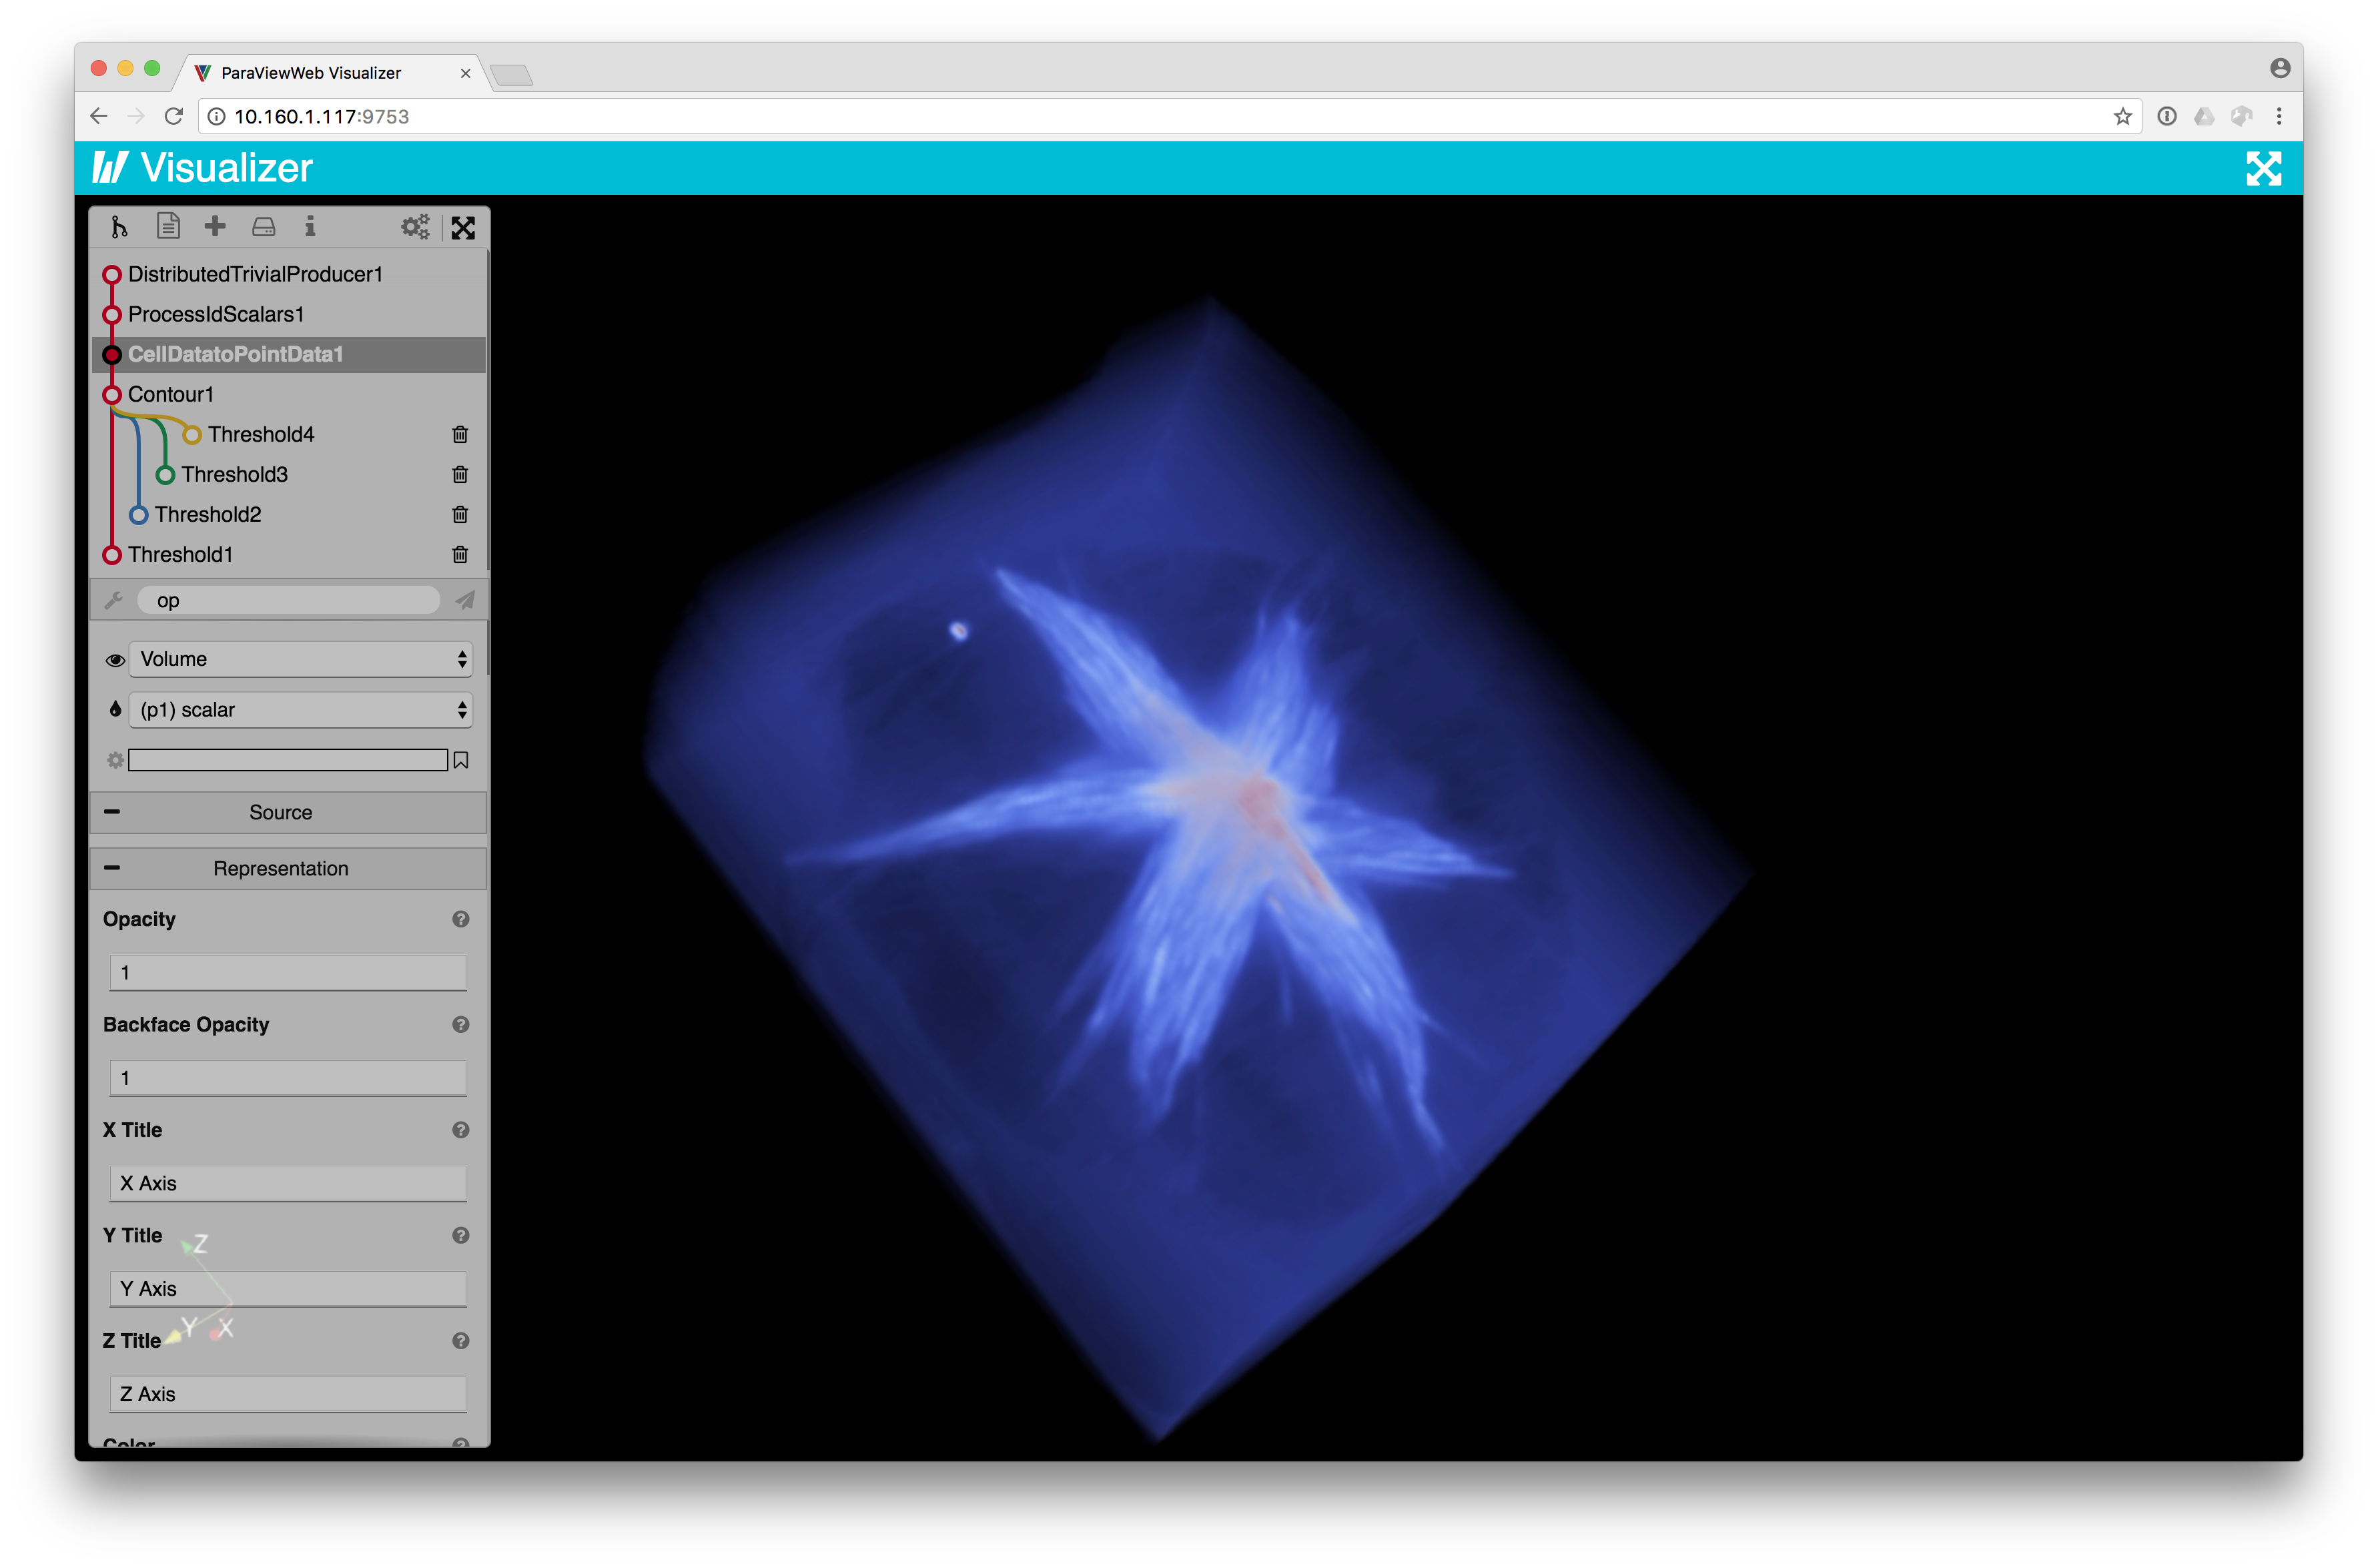 ParaViewWeb Visualizer
10.160.1.117:9753
Visualizer
DistributedTrivialProducer1
ProcessIdScalars1
CellDatatoPointData1
Contour1
Threshold4
Threshold3
Threshold2
Threshold1
op
Volume
(p1) scalar
Source
Representation
Opacity
1
Backface Opacity
1
X Title
X Axis
Y Title
Z
Y Axis
Y X
Z Title
Z Axis
Color